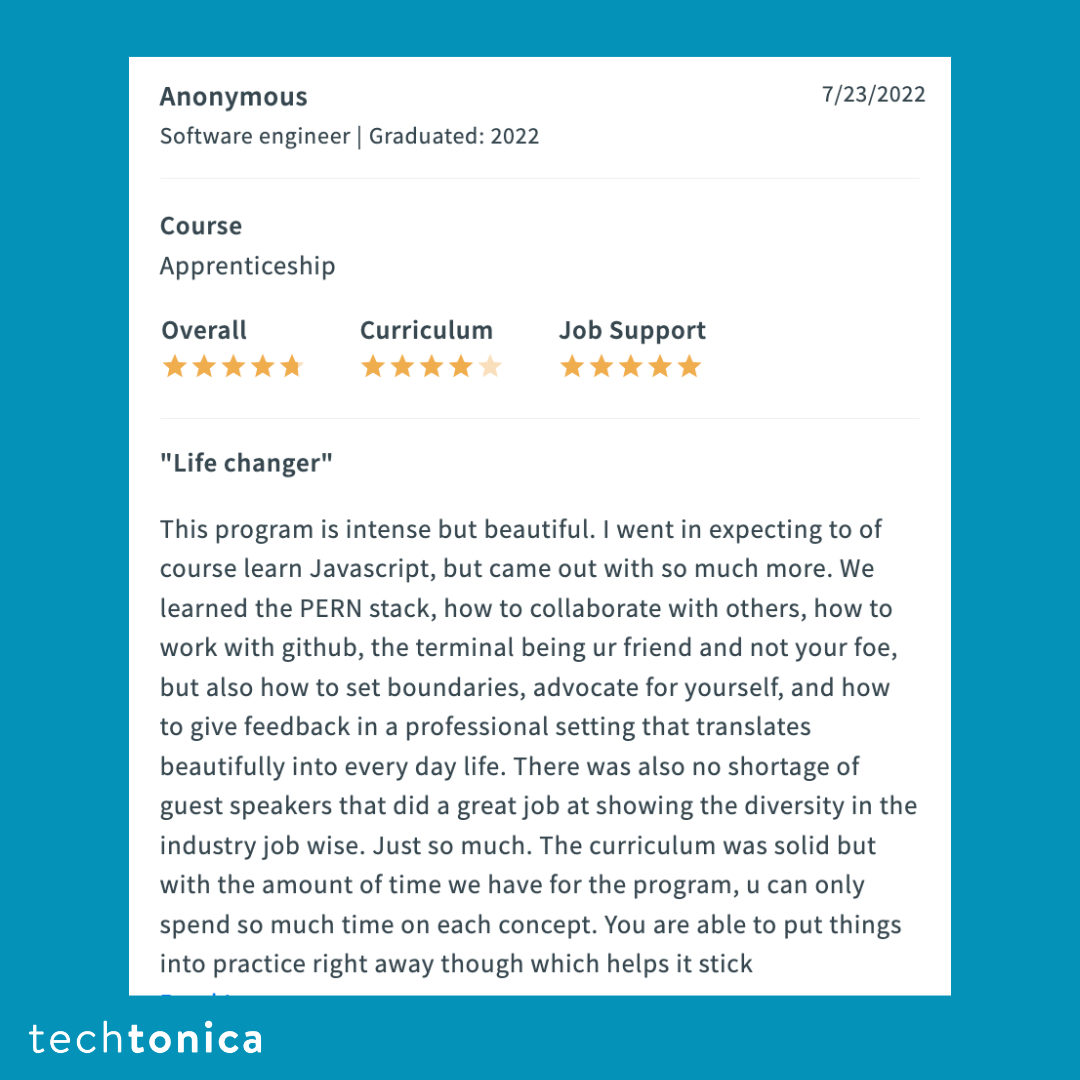 Anonymous
7/23/2022
Software engineer | Graduated: 2022
Course
Apprenticeship
Overall
Curriculum
Job Support
"Life changer"
This program is intense but beautiful. I went in expecting to of
course learn Javascript, but came out with so much more. We
learned the PERN stack, how to collaborate with others, how to
work with github, the terminal being ur friend and not your foe,
but also how to set boundaries, advocate for yourself, and how
to give feedback in a professional setting that translates
beautifully into every day life. There was also no shortage of
guest speakers that did a great job at showing the diversity in the
industry job wise. Just so much. The curriculum was solid but
with the amount of time we have for the program, u can only
spend so much time on each concept. You are able to put things
into practice right away though which helps it stick
techtonica